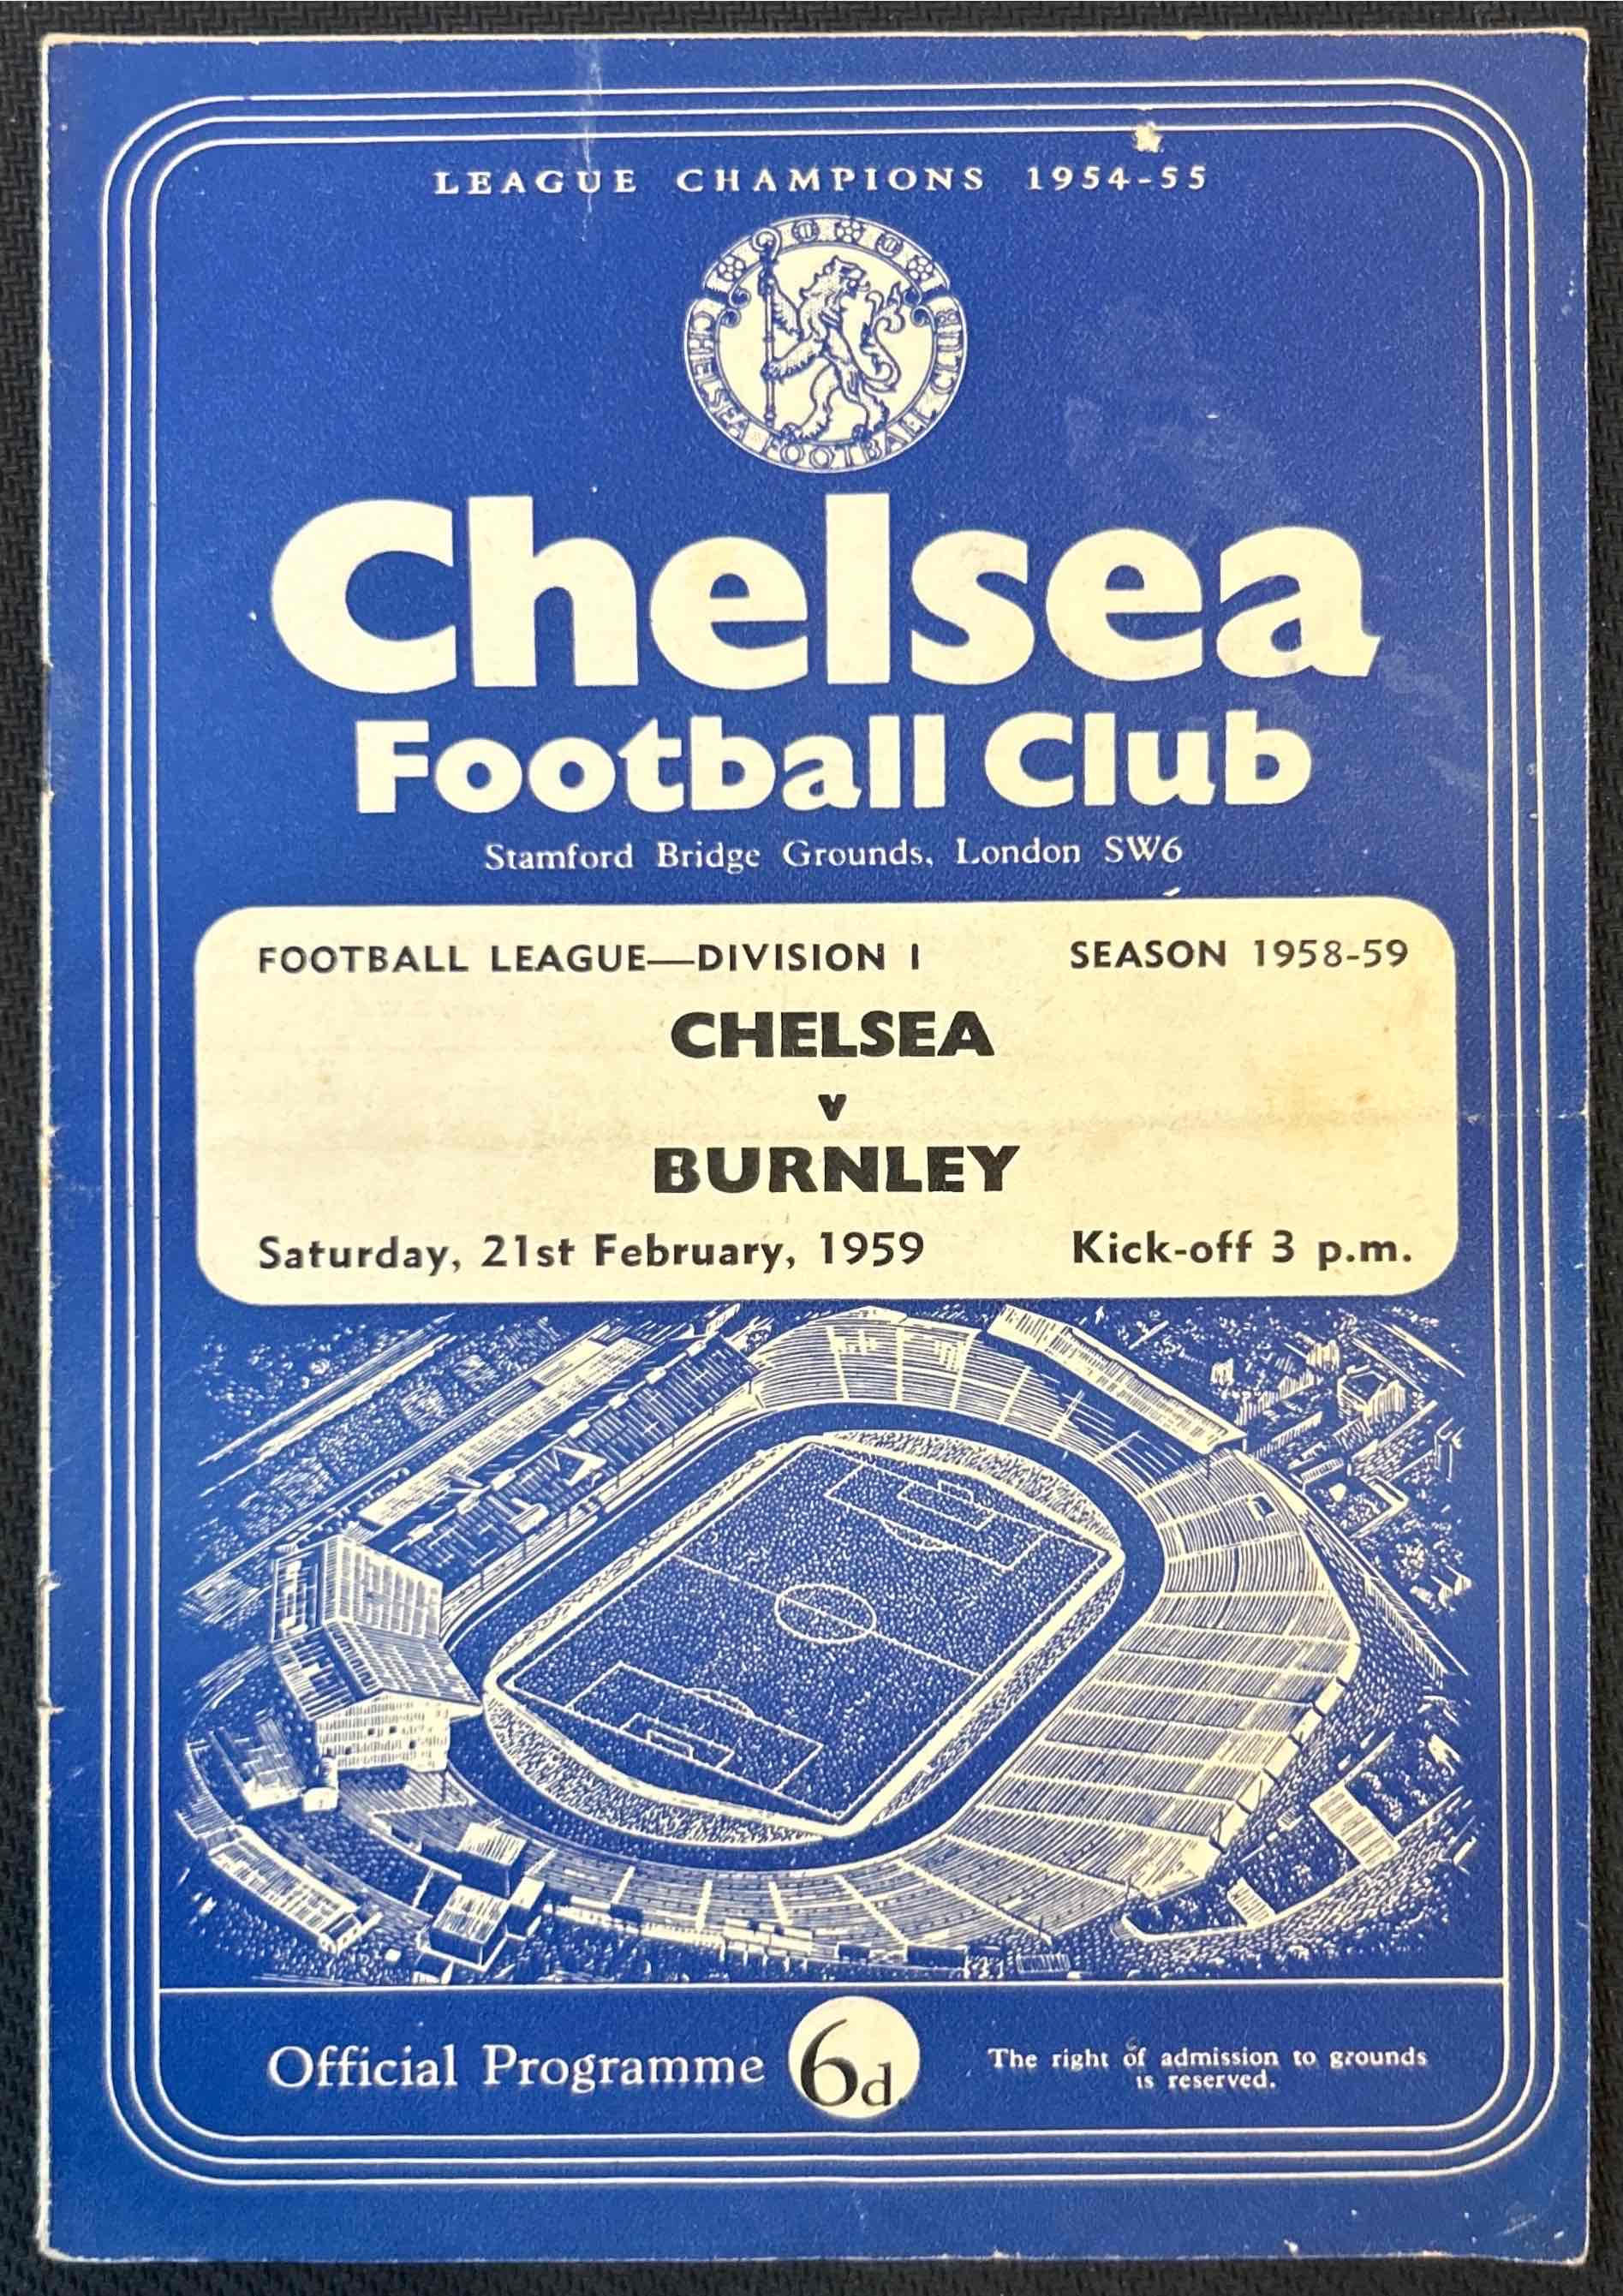 LEAGUE CHAMPIONS 1954-55
CHELSEA FOOTBALL CLUB
Chelsea
Football Club
Stamford Bridge Grounds, London SW6
FOOTBALL LEAGUE—DIVISION I SEASON 1958-59
CHELSEA
v
BURNLEY
Saturday, 21st February, 1959 Kick-off 3 p.m.
Official Programme 6d. The right of admission to grounds
is reserved.